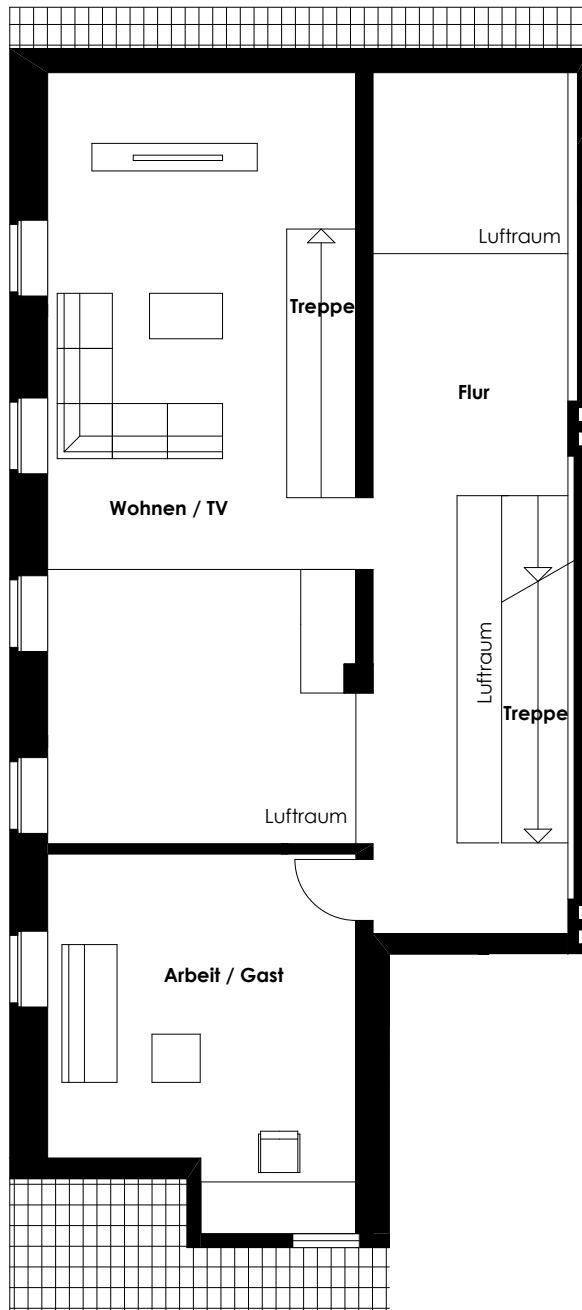 Luftraum
Treppe
Flur
Wohnen / TV
Luftraum
Treppe
Luftraum
Arbeit / Gast